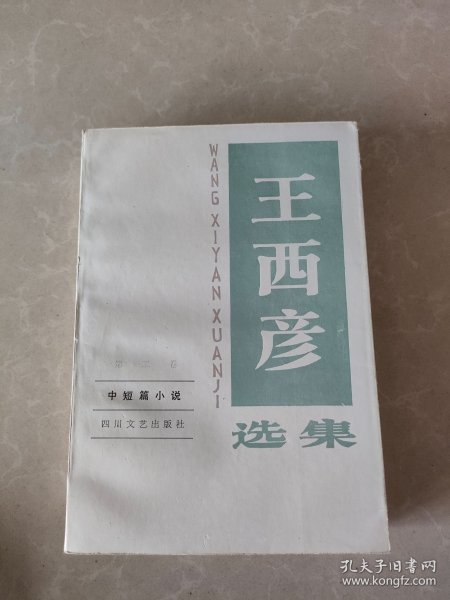 王西彦
选集
WANG XIYAN XUANJI
中短篇小说
四川文艺出版社
孔夫子旧书网
www.kongfz.com